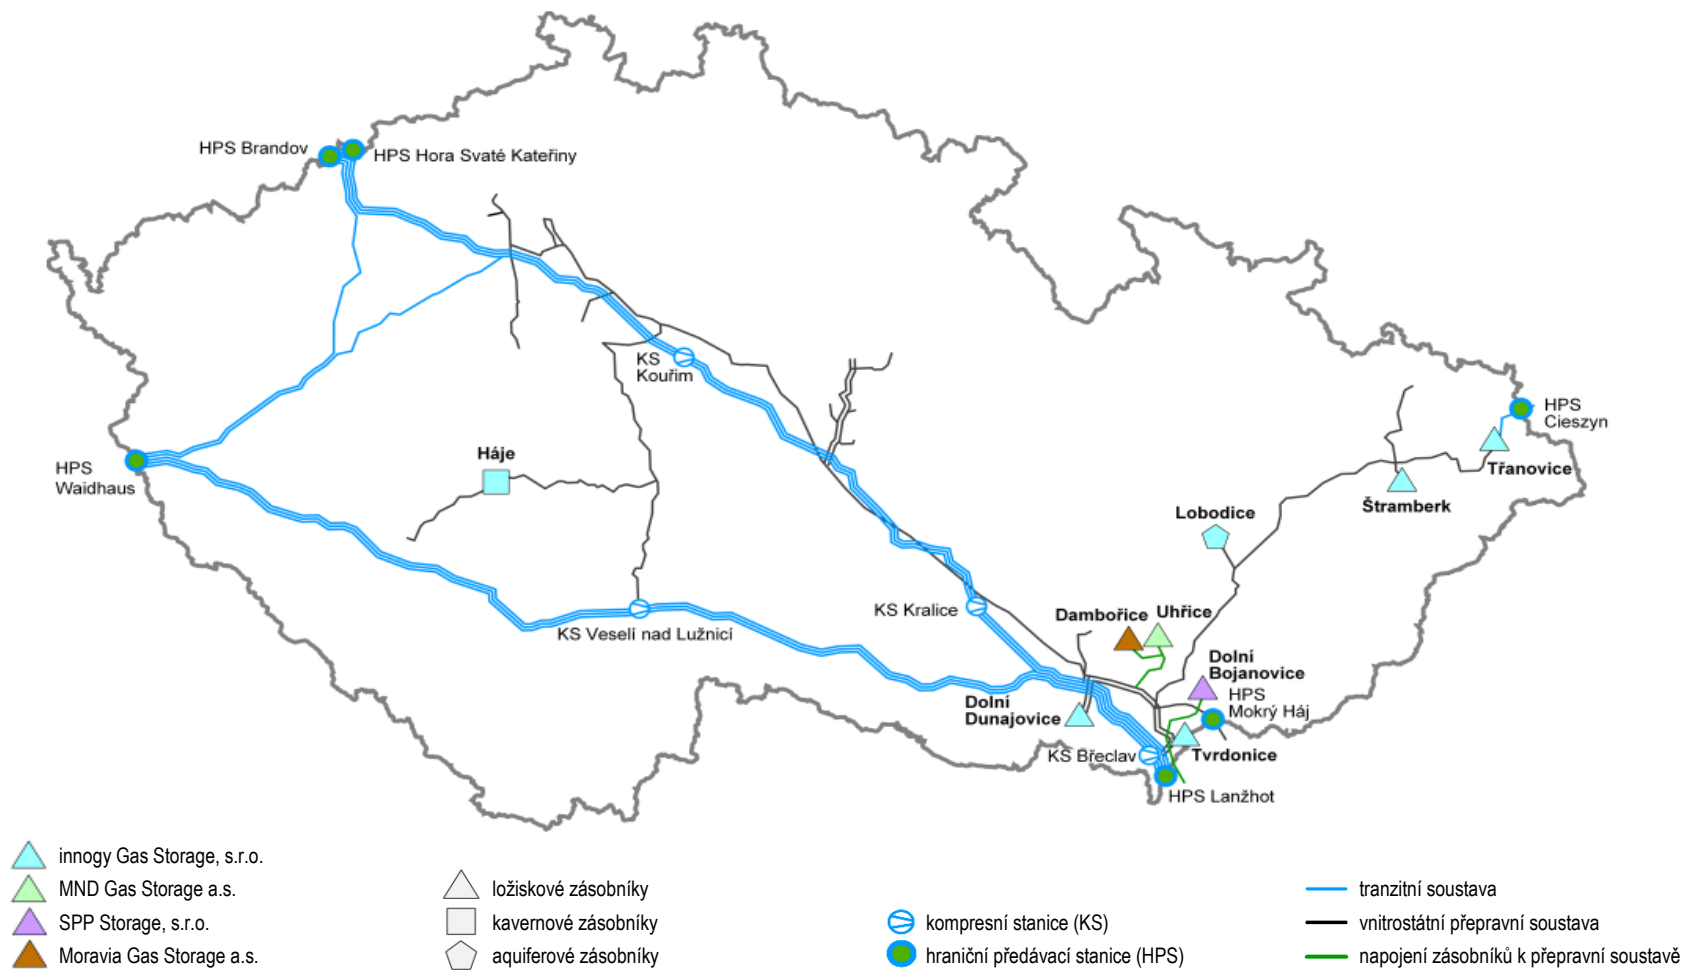 HPS Brandov
HPS Hora Svaté Kateřiny
KS
Kouřim
HPS
Cieszyn
Třanovice
Štramberk
HPS
Waidhaus
Háje
Lobodice
KS Kralice
Dambořice
Uhřice
KS Veselí nad Lužnicí
Dolní
Bojanovice
HPS
Mokrý Háj
Dolní
Dunajovice
KS Břeclav
Tvrdonice
HPS Lanžhot
innogy Gas Storage, s.r.o.
MND Gas Storage a.s.
SPP Storage, s.r.o.
Moravia Gas Storage a.s.
ložiskové zásobníky
kavernové zásobníky
aquiferové zásobníky
kompresní stanice (KS)
hraniční předávací stanice (HPS)
tranzitní soustava
vnitrostátní přepravní soustava
napojení zásobníků k přepravní soustavě